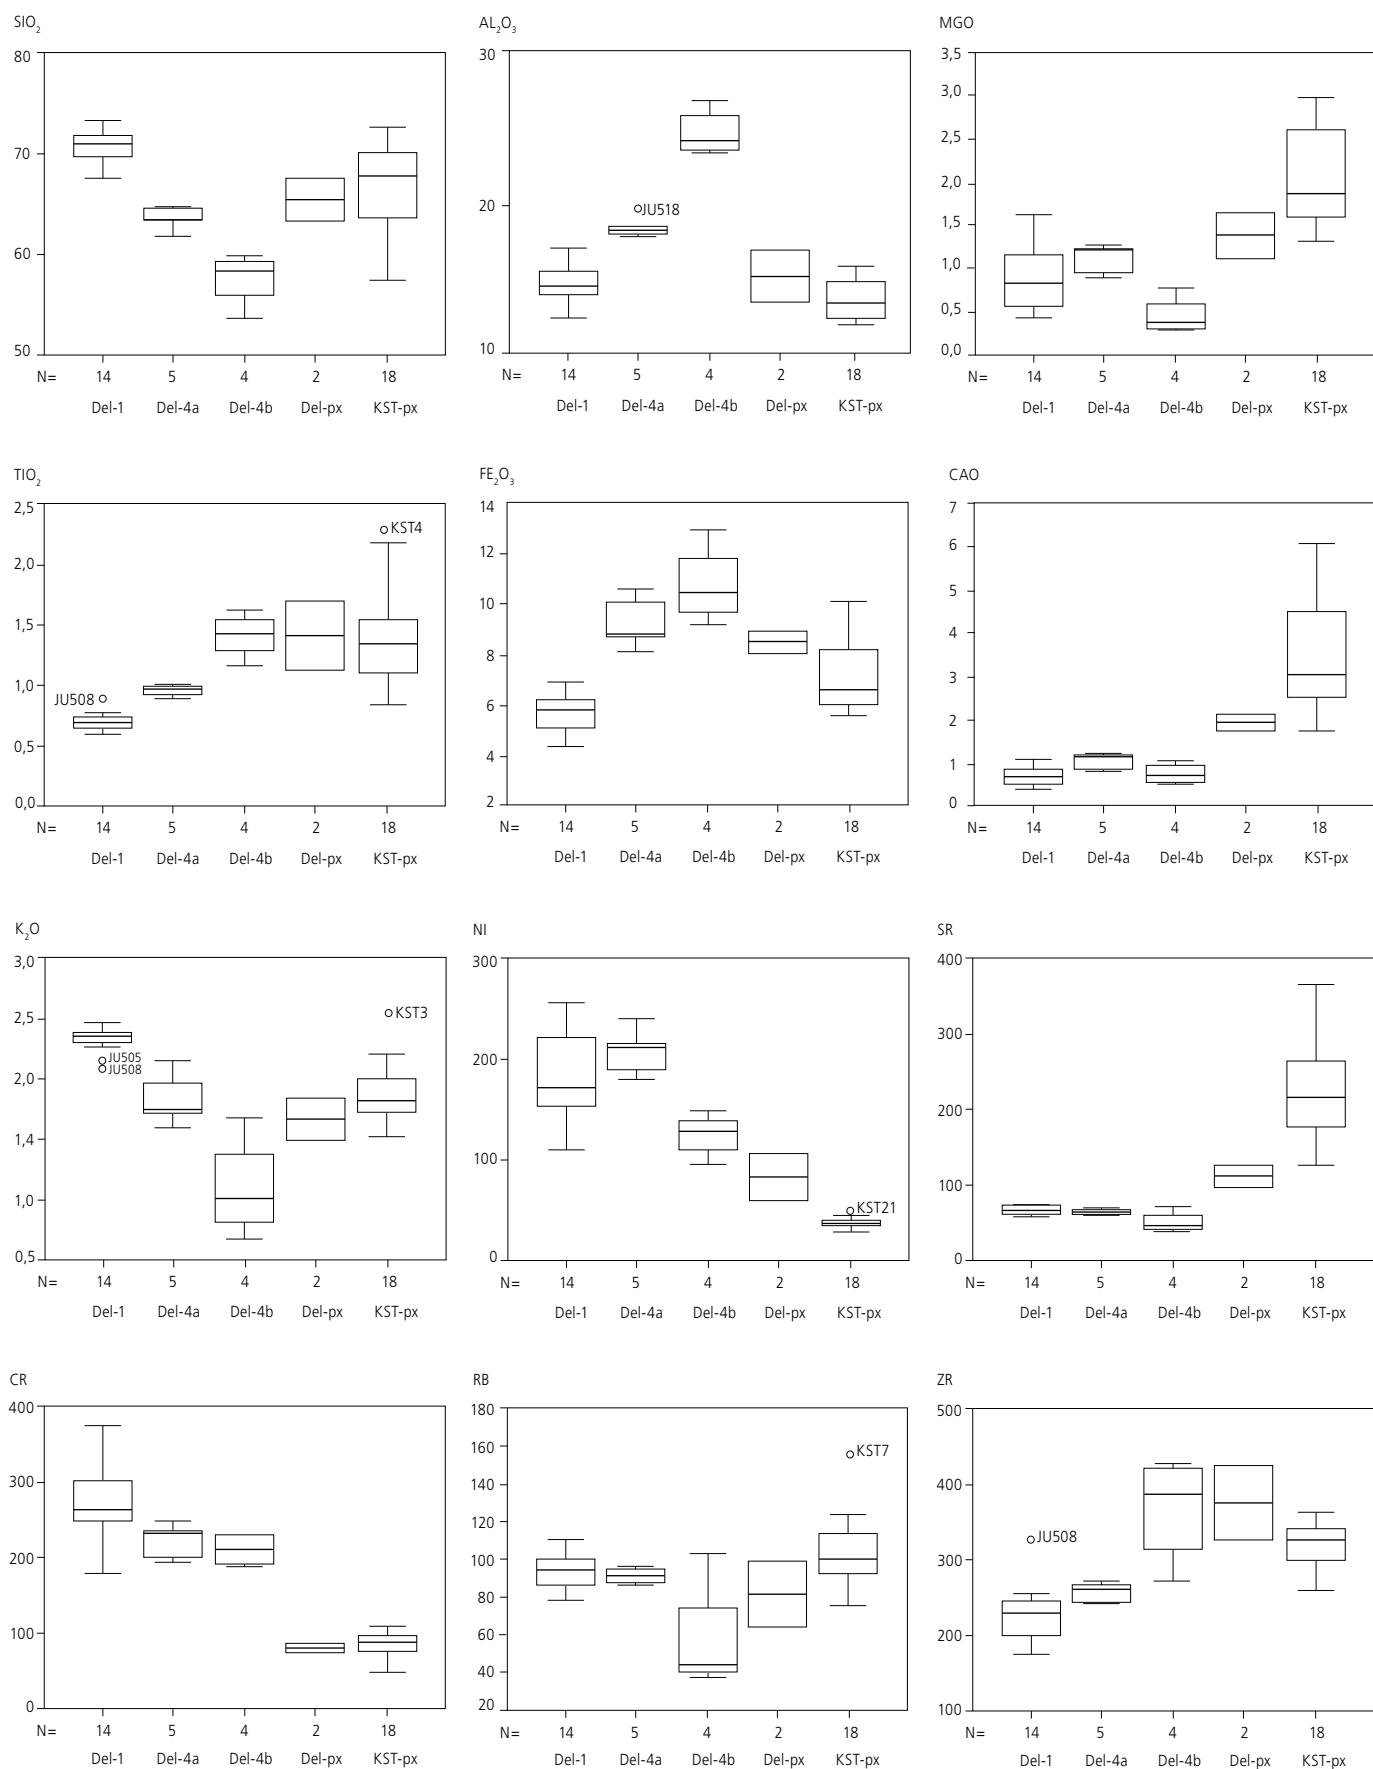 SIO₂
80
70
60
50
N= 14 5 4 2 18
Del-1 Del-4a Del-4b Del-px KST-px
AL₂O₃
30
JU518
20
10
N= 14 5 4 2 18
Del-1 Del-4a Del-4b Del-px KST-px
MGO
3,5
3,0
2,5
2,0
1,5
1,0
0,5
0,0
N= 14 5 4 2 18
Del-1 Del-4a Del-4b Del-px KST-px
TIO₂
2,5
KST4
2,0
1,5
1,0
JU508
0,5
0,0
N= 14 5 4 2 18
Del-1 Del-4a Del-4b Del-px KST-px
FE₂O₃
14
12
10
8
6
4
2
N= 14 5 4 2 18
Del-1 Del-4a Del-4b Del-px KST-px
CAO
7
6
5
4
3
2
1
0
N= 14 5 4 2 18
Del-1 Del-4a Del-4b Del-px KST-px
K₂O
3,0
2,5
KST3
JU505
JU508
2,0
1,4
1,0
0,5
N= 14 5 4 2 18
Del-1 Del-4a Del-4b Del-px KST-px
NI
300
200
100
KST21
0
N= 14 5 4 2 18
Del-1 Del-4a Del-4b Del-px KST-px
SR
400
300
200
100
0
N= 14 5 4 2 18
Del-1 Del-4a Del-4b Del-px KST-px
CR
400
300
200
100
0
N= 14 5 4 2 18
Del-1 Del-4a Del-4b Del-px KST-px
RB
180
160
KST7
140
120
100
80
60
40
20
N= 14 5 4 2 18
Del-1 Del-4a Del-4b Del-px KST-px
ZR
500
400
JU508
300
200
100
N= 14 5 4 2 18
Del-1 Del-4a Del-4b Del-px KST-px